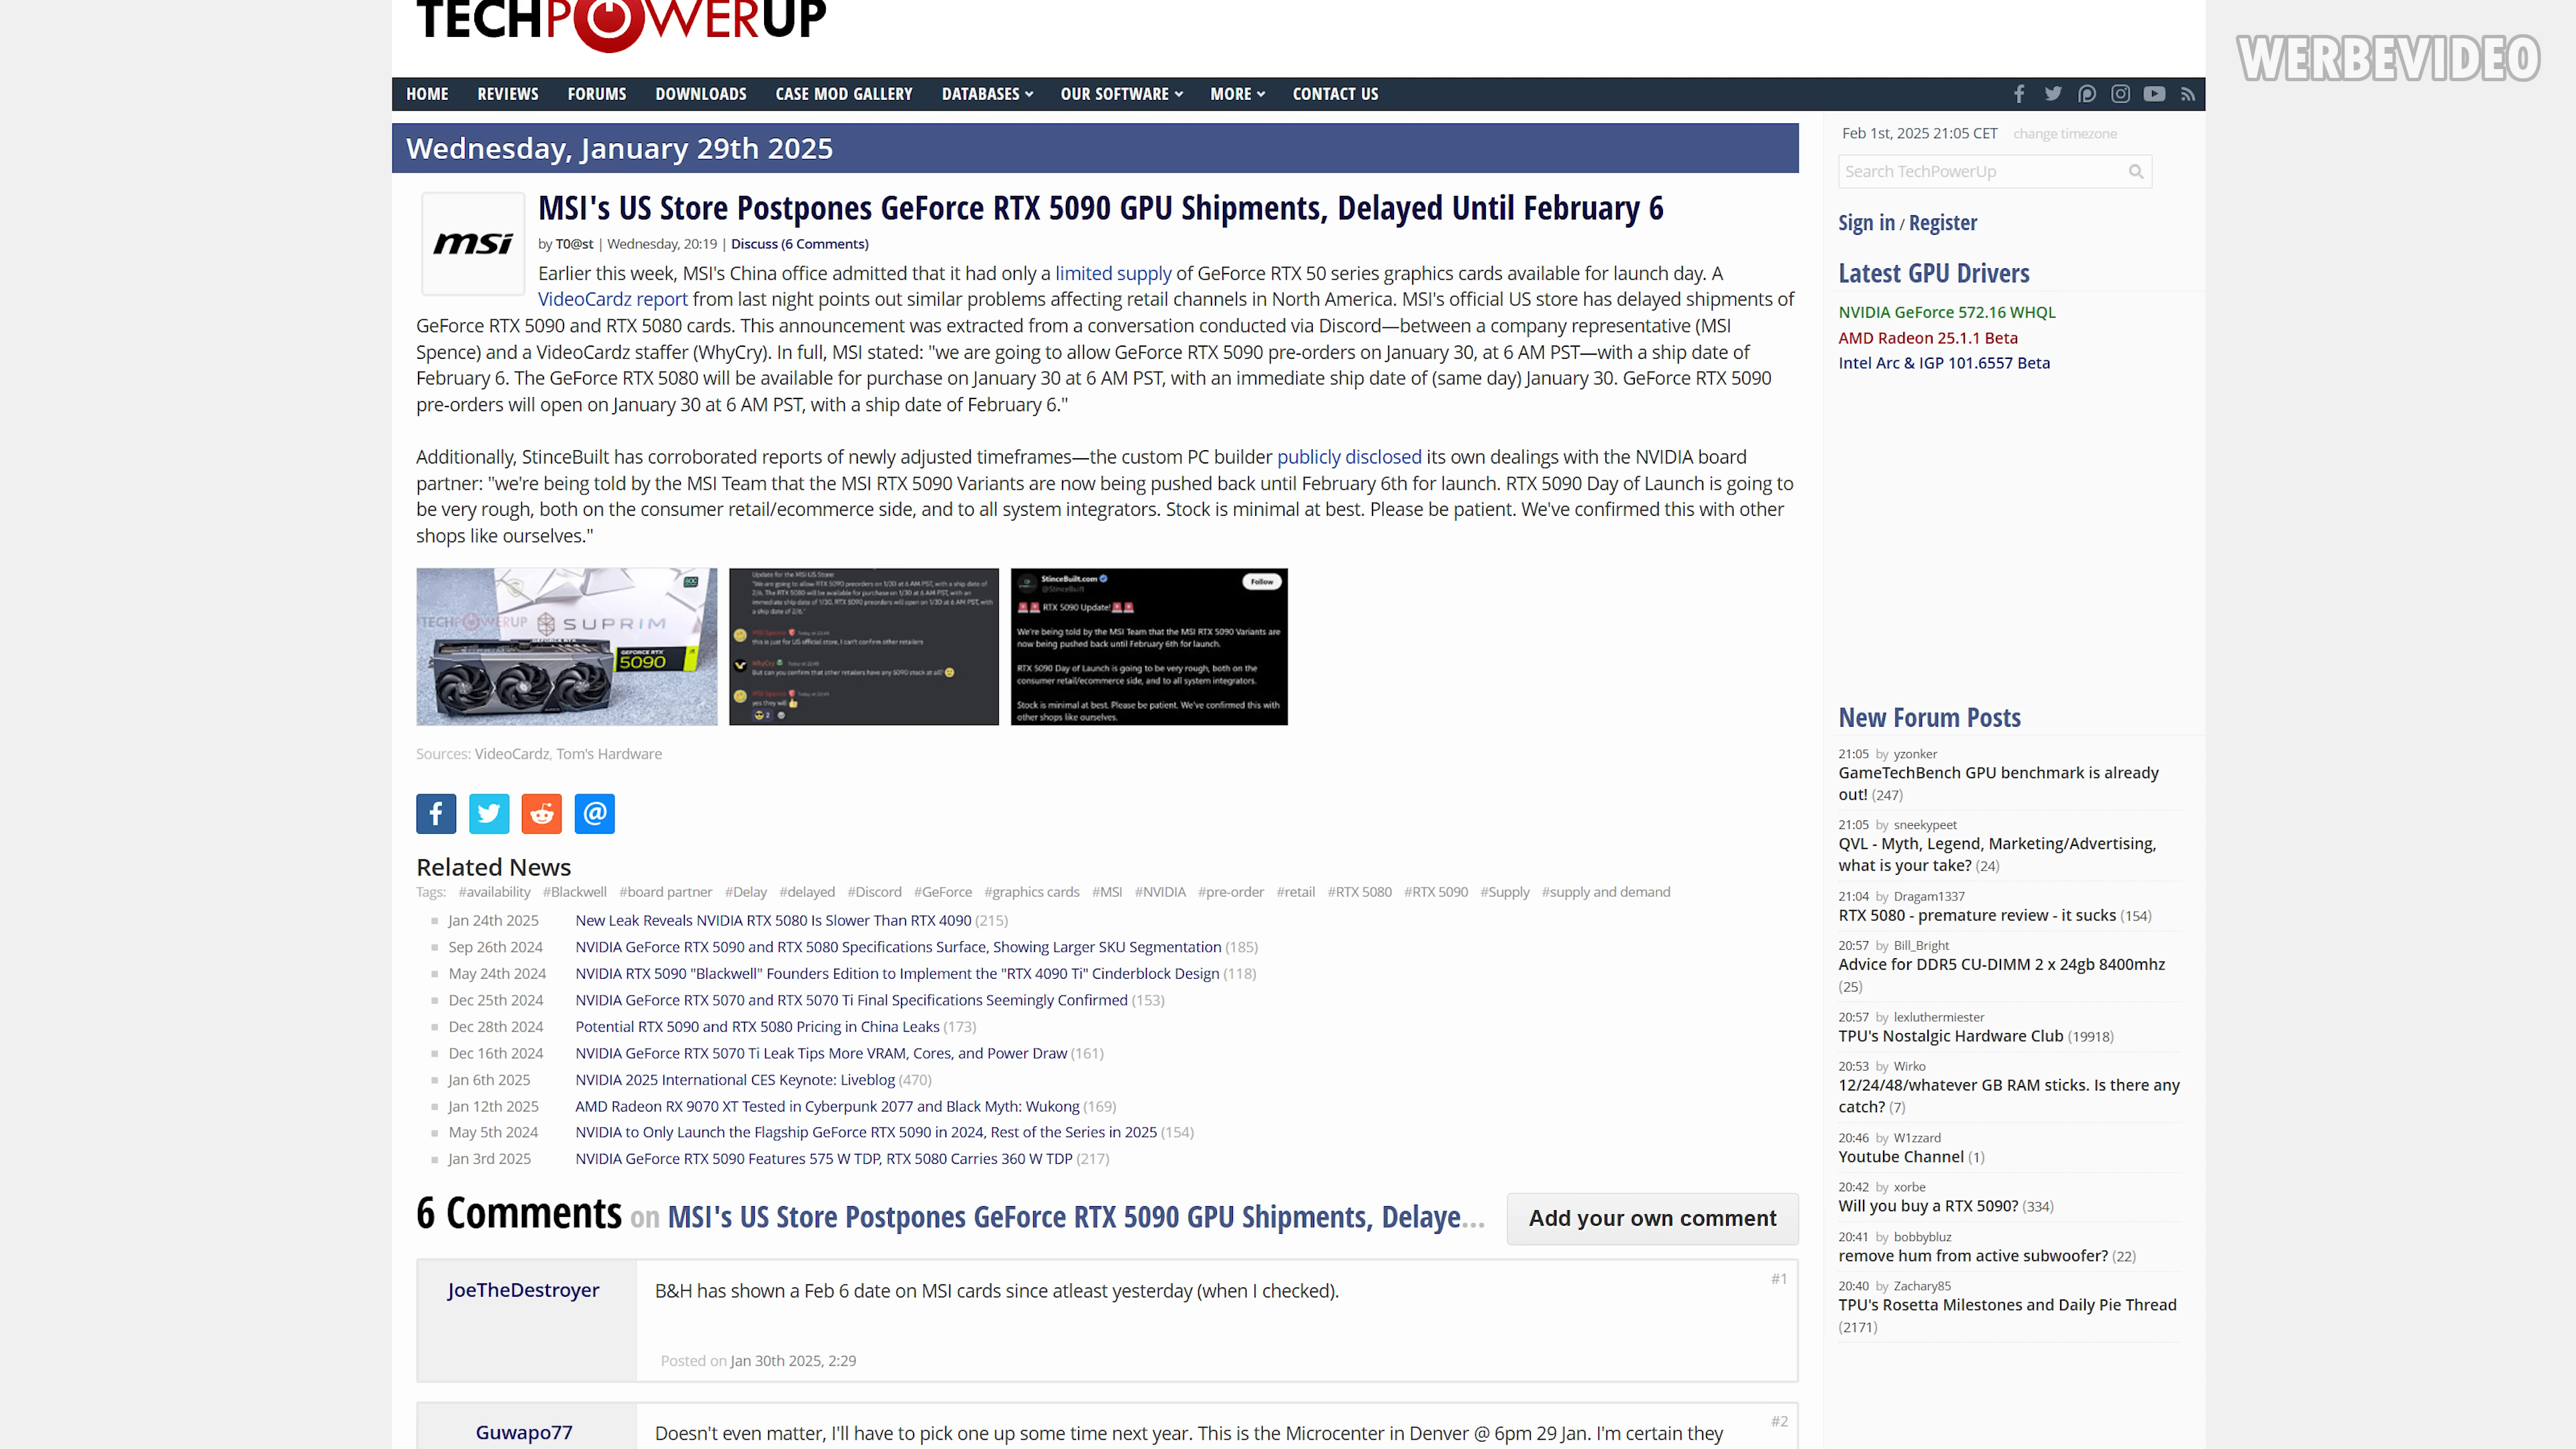 TECHPOWERUP
WERBEVIDEO
HOME REVIEWS FORUMS DOWNLOADS CASE MOD GALLERY DATABASES OUR SOFTWARE MORE CONTACT US
Wednesday, January 29th 2025
msi
MSI's US Store Postpones GeForce RTX 5090 GPU Shipments, Delayed Until February 6
by T0@st | Wednesday, 20:19 | Discuss (6 Comments)
Earlier this week, MSI's China office admitted that it had only a limited supply of GeForce RTX 50 series graphics cards available for launch day. A
VideoCardz report from last night points out similar problems affecting retail channels in North America. MSI's official US store has delayed shipments of
GeForce RTX 5090 and RTX 5080 cards. This announcement was extracted from a conversation conducted via Discord—between a company representative (MSI
Spence) and a VideoCardz staffer (WhyCry). In full, MSI stated: "we are going to allow GeForce RTX 5090 pre-orders on January 30, at 6 AM PST—with a ship date of
February 6. The GeForce RTX 5080 will be available for purchase on January 30 at 6 AM PST, with an immediate ship date of (same day) January 30. GeForce RTX 5090
pre-orders will open on January 30 at 6 AM PST, with a ship date of February 6."
Additionally, StinceBuilt has corroborated reports of newly adjusted timeframes—the custom PC builder publicly disclosed its own dealings with the NVIDIA board
partner: "we're being told by the MSI Team that the MSI RTX 5090 Variants are now being pushed back until February 6th for launch. RTX 5090 Day of Launch is going to
be very rough, both on the consumer retail/ecommerce side, and to all system integrators. Stock is minimal at best. Please be patient. We've confirmed this with other
shops like ourselves."
TECHPOWERUP
SUPRIM
GEFORCE RTX
5090
Update for the MSI US Store:
"We are going to allow RTX 5090 preorders on 1/30 at 6 AM PST, with a ship date of
2/6. The RTX 5080 will be available for purchase on 1/30 at 6 AM PST, with an
immediate ship date of 1/30. RTX 5090 preorders will open on 1/30 at 6 AM PST, with
a ship date of 2/6."
this is just for US official store, I can't confirm other retailers
WhyCry
But can you confirm that other retailers have any 5090 stock at all?
yes they will
2
StinceBuilt.com
@StinceBuilt
Follow
RTX 5090 Update!
We're being told by the MSI Team that the MSI RTX 5090 Variants are
now being pushed back until February 6th for launch.
RTX 5090 Day of Launch is going to be very rough, both on the
consumer retail/ecommerce side, and to all system integrators.
Stock is minimal at best. Please be patient. We've confirmed this with
other shops like ourselves.
Sources: VideoCardz, Tom's Hardware
Related News
Tags: #availability #Blackwell #board partner #Delay #delayed #Discord #GeForce #graphics cards #MSI #NVIDIA #pre-order #retail #RTX 5080 #RTX 5090 #Supply #supply and demand
Jan 24th 2025 New Leak Reveals NVIDIA RTX 5080 Is Slower Than RTX 4090 (215)
Sep 26th 2024 NVIDIA GeForce RTX 5090 and RTX 5080 Specifications Surface, Showing Larger SKU Segmentation (185)
May 24th 2024 NVIDIA RTX 5090 "Blackwell" Founders Edition to Implement the "RTX 4090 Ti" Cinderblock Design (118)
Dec 25th 2024 NVIDIA GeForce RTX 5070 and RTX 5070 Ti Final Specifications Seemingly Confirmed (153)
Dec 28th 2024 Potential RTX 5090 and RTX 5080 Pricing in China Leaks (173)
Dec 16th 2024 NVIDIA GeForce RTX 5070 Ti Leak Tips More VRAM, Cores, and Power Draw (161)
Jan 6th 2025 NVIDIA 2025 International CES Keynote: Liveblog (470)
Jan 12th 2025 AMD Radeon RX 9070 XT Tested in Cyberpunk 2077 and Black Myth: Wukong (169)
May 5th 2024 NVIDIA to Only Launch the Flagship GeForce RTX 5090 in 2024, Rest of the Series in 2025 (154)
Jan 3rd 2025 NVIDIA GeForce RTX 5090 Features 575 W TDP, RTX 5080 Carries 360 W TDP (217)
6 Comments on MSI's US Store Postpones GeForce RTX 5090 GPU Shipments, Delaye...
Add your own comment
JoeTheDestroyer
#1
B&H has shown a Feb 6 date on MSI cards since atleast yesterday (when I checked).
Posted on Jan 30th 2025, 2:29
Guwapo77
#2
Doesn't even matter, I'll have to pick one up some time next year. This is the Microcenter in Denver @ 6pm 29 Jan. I'm certain they
Feb 1st, 2025 21:05 CET change timezone
Search TechPowerUp
Sign in / Register
Latest GPU Drivers
NVIDIA GeForce 572.16 WHQL
AMD Radeon 25.1.1 Beta
Intel Arc & IGP 101.6557 Beta
New Forum Posts
21:05 by yzonker
GameTechBench GPU benchmark is already
out! (247)
21:05 by sneekypeet
QVL - Myth, Legend, Marketing/Advertising,
what is your take? (24)
21:04 by Dragam1337
RTX 5080 - premature review - it sucks (154)
20:57 by Bill_Bright
Advice for DDR5 CU-DIMM 2 x 24gb 8400mhz
(25)
20:57 by lexluthermiester
TPU's Nostalgic Hardware Club (19918)
20:53 by Wirko
12/24/48/whatever GB RAM sticks. Is there any
catch? (7)
20:46 by W1zzard
Youtube Channel (1)
20:42 by xorbe
Will you buy a RTX 5090? (334)
20:41 by bobbybluz
remove hum from active subwoofer? (22)
20:40 by Zachary85
TPU's Rosetta Milestones and Daily Pie Thread
(2171)